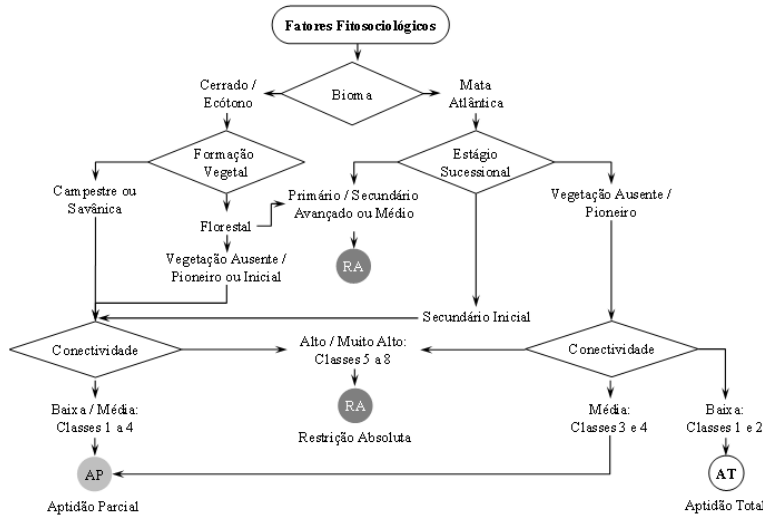 Fatores Fitosociológicos
Bioma
Cerrado /
Ecótono
Mata
Atlântica
Formação
Vegetal
Estágio
Sucessional
Campestre ou
Savânica
Florestal
Primário / Secundário
Avançado ou Médio
Vegetação Ausente /
Pioneiro
Vegetação Ausente /
Pioneiro ou Inicial
RA
Secundário Inicial
Conectividade
Alto / Muito Alto:
Classes 5 a 8
Conectividade
RA
Restrição Absoluta
Baixa / Média:
Classes 1 a 4
Média:
Classes 3 e 4
Baixa:
Classes 1 e 2
AP
Aptidão Parcial
AT
Aptidão Total